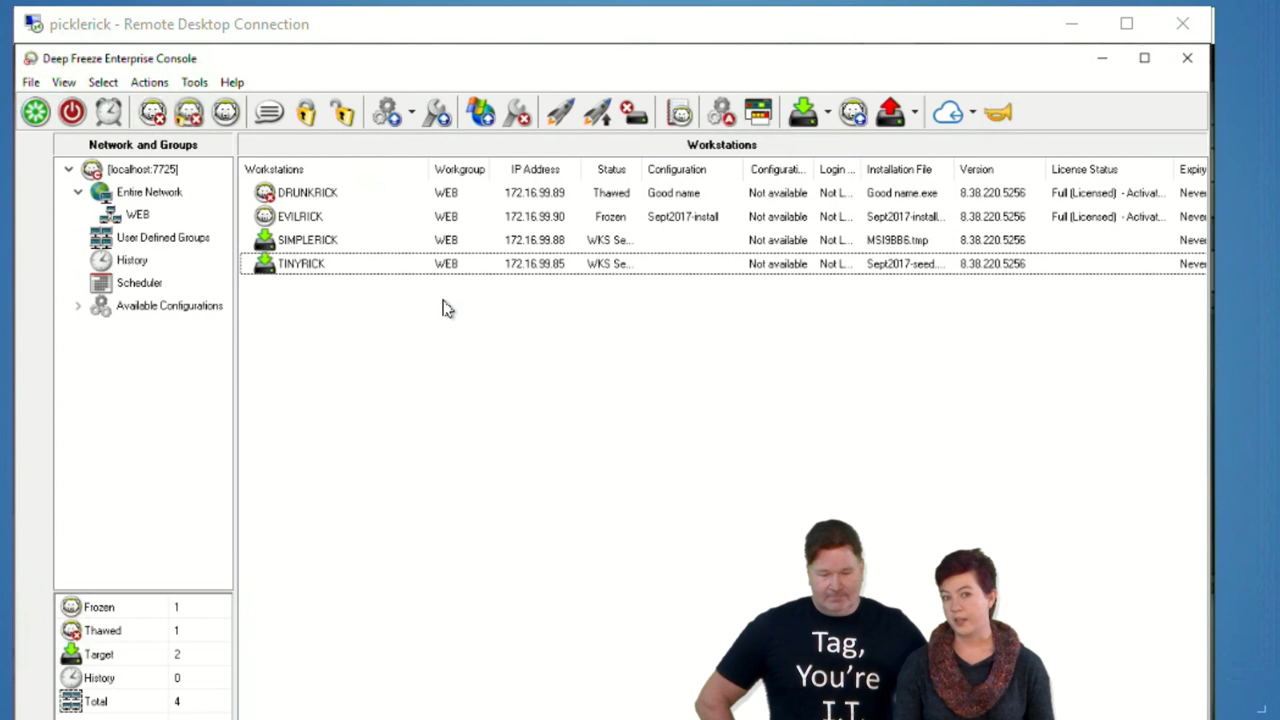 picklerick - Remote Desktop Connection
Deep Freeze Enterprise Console
File View Select Actions Tools Help
Network and Groups
Workstations
[localhost:7725]
Entire Network
WEB
User Defined Groups
History
Scheduler
Available Configurations
Workstations Workgroup IP Address Status Configuration Configurati... Login ... Installation File Version License Status Expiry
DRUNKRICK WEB 172.16.99.89 Thawed Good name Not available Not L... Good name.exe 8.38.220.5256 Full (Licensed) - Activat... Never
EVILRICK WEB 172.16.99.90 Frozen Sept2017-install Not available Not L... Sept2017-install... 8.38.220.5256 Full (Licensed) - Activat... Never
SIMPLERICK WEB 172.16.99.88 WKS Se... Not available Not L... MSI9BB6.tmp 8.38.220.5256 Never
TINYRICK WEB 172.16.99.85 WKS Se... Not available Not L... Sept2017-seed.... 8.38.220.5256 Never
Frozen 1
Thawed 1
Target 2
History 0
Total 4
Tag,
You're
I.T.